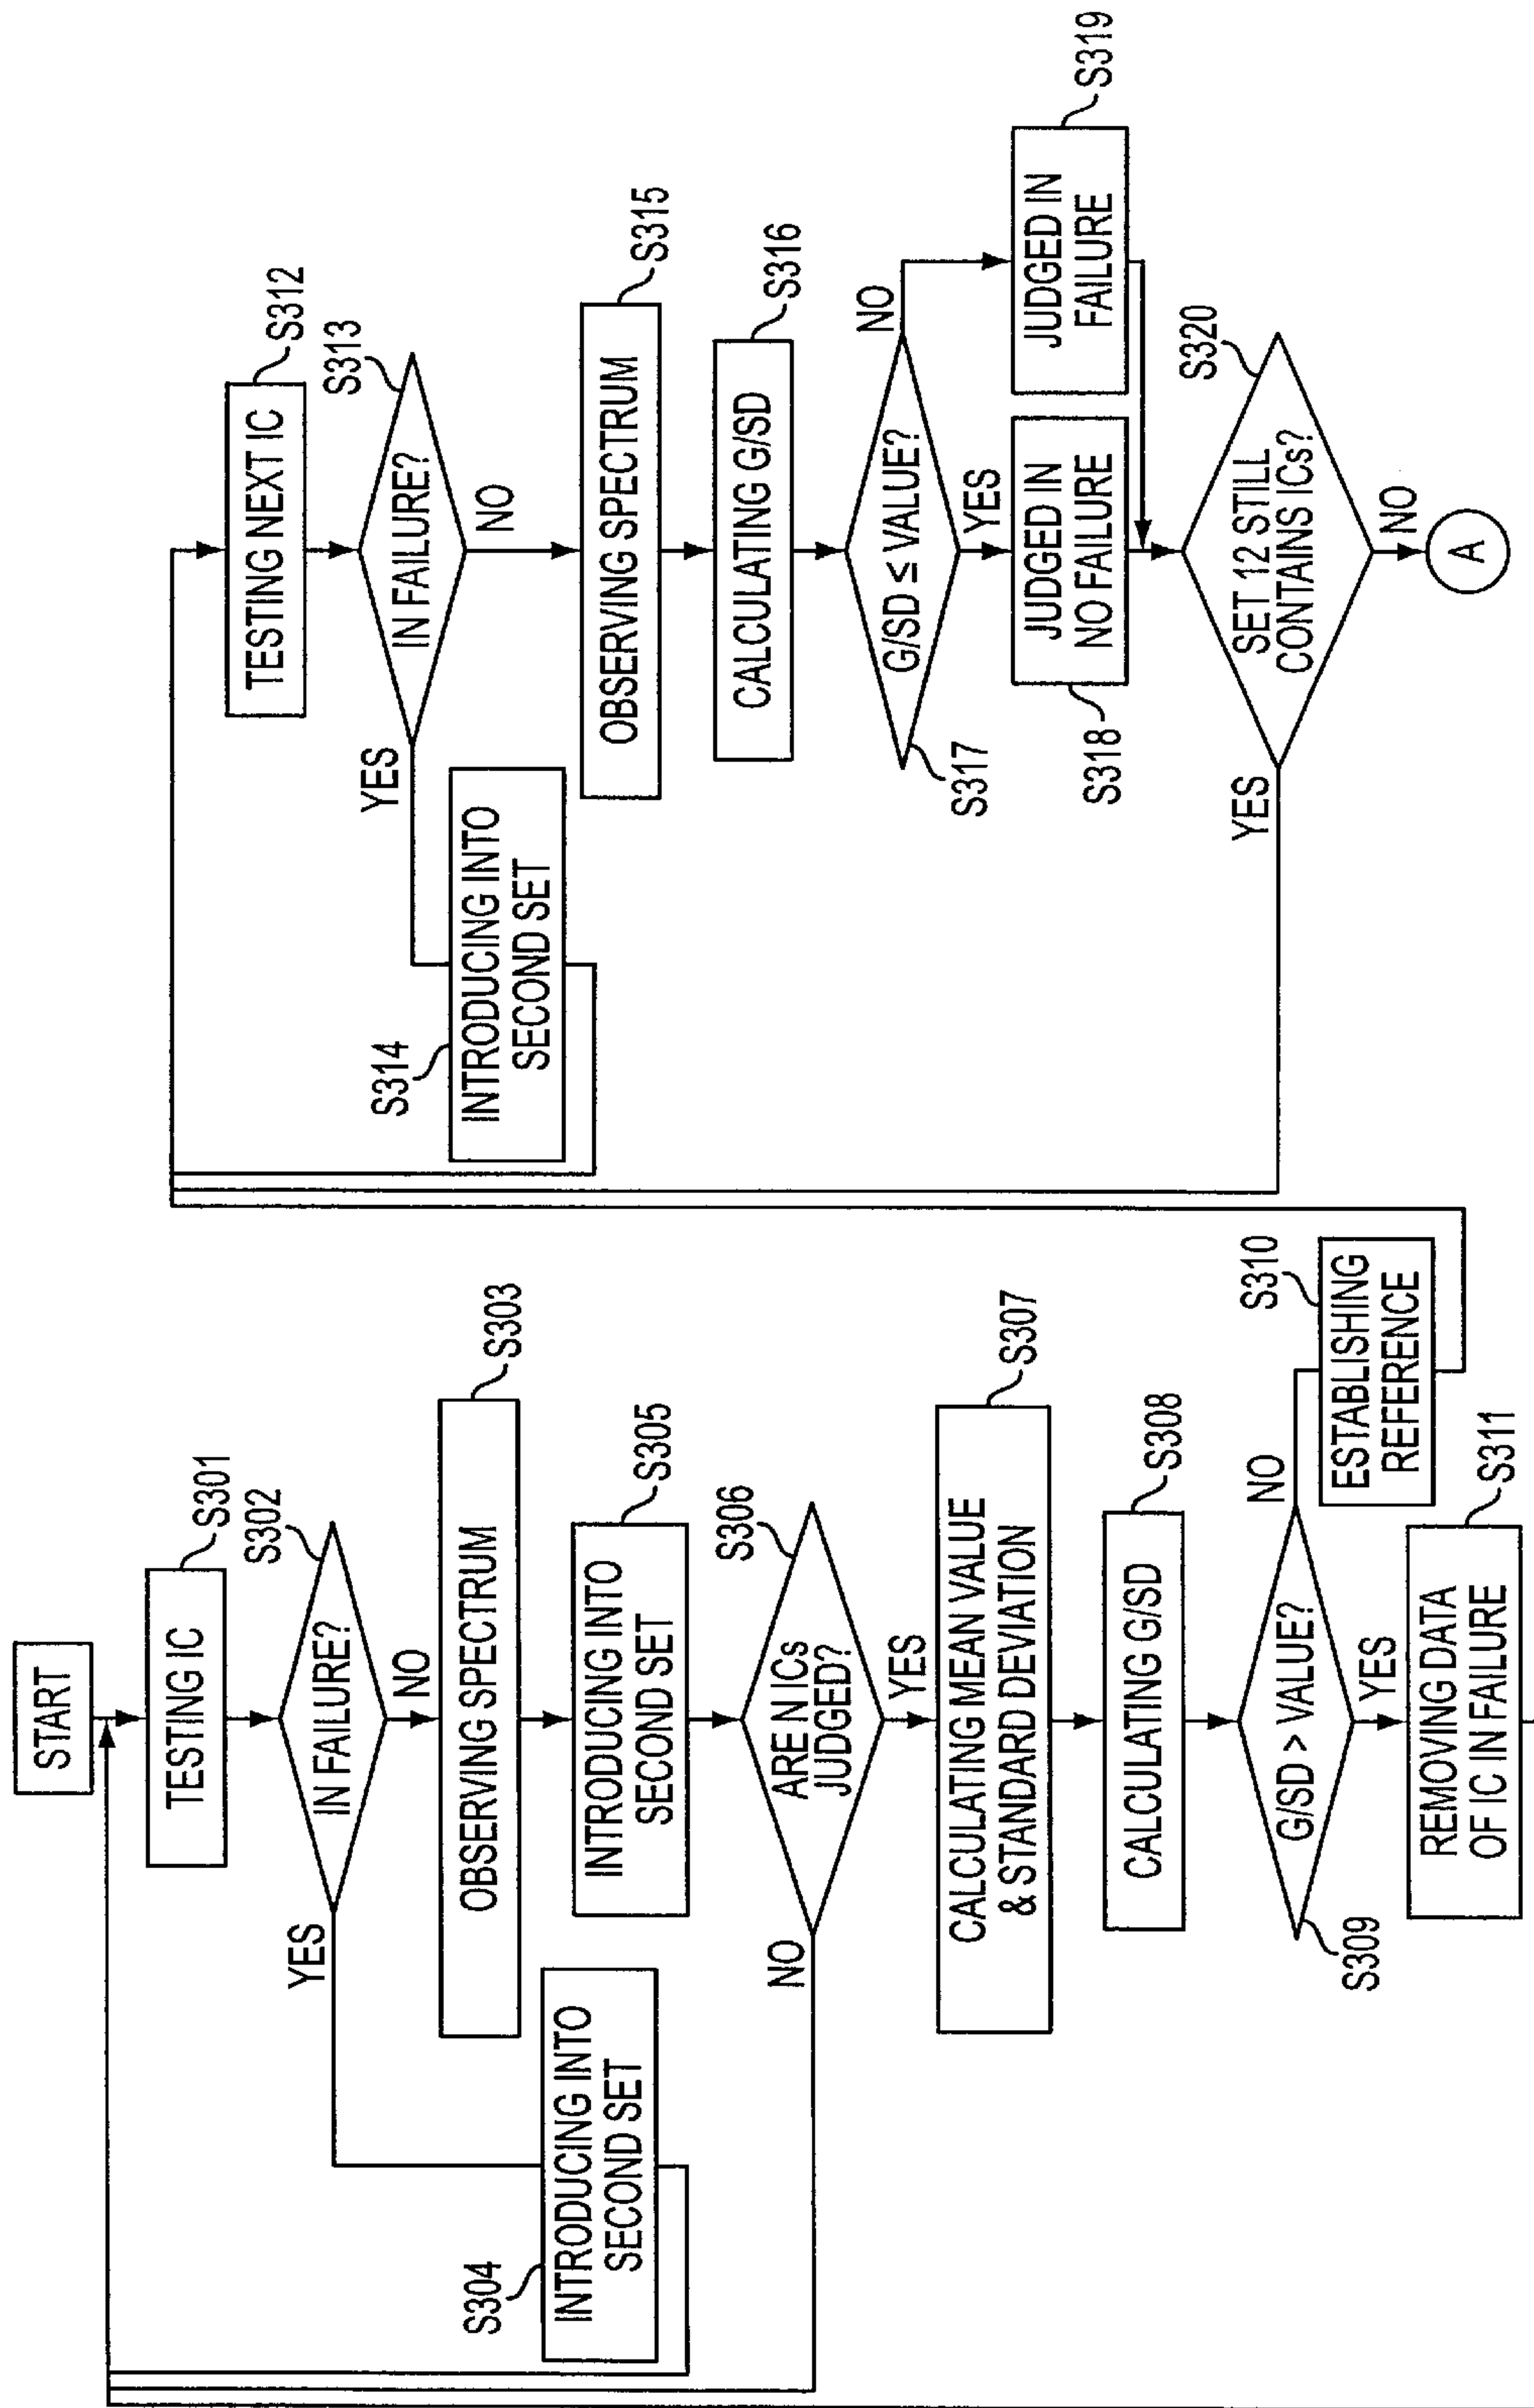 START
TESTING IC
S301
IN FAILURE?
S302
YES
NO
OBSERVING SPECTRUM
S303
S304
INTRODUCING INTO
SECOND SET
INTRODUCING INTO
SECOND SET
S305
ARE N ICs
JUDGED?
S306
NO
YES
CALCULATING MEAN VALUE
& STANDARD DEVIATION
S307
CALCULATING G/SD
S308
G/SD > VALUE?
S309
NO
YES
ESTABLISHING
REFERENCE
S310
REMOVING DATA
OF IC IN FAILURE
S311
TESTING NEXT IC
S312
IN FAILURE?
S313
YES
NO
S314
INTRODUCING INTO
SECOND SET
OBSERVING SPECTRUM
S315
CALCULATING G/SD
S316
G/SD ≤ VALUE?
S317
NO
YES
S318
JUDGED IN
NO FAILURE
JUDGED IN
FAILURE
S319
SET 12 STILL
CONTAINS ICs?
S320
YES
NO
A